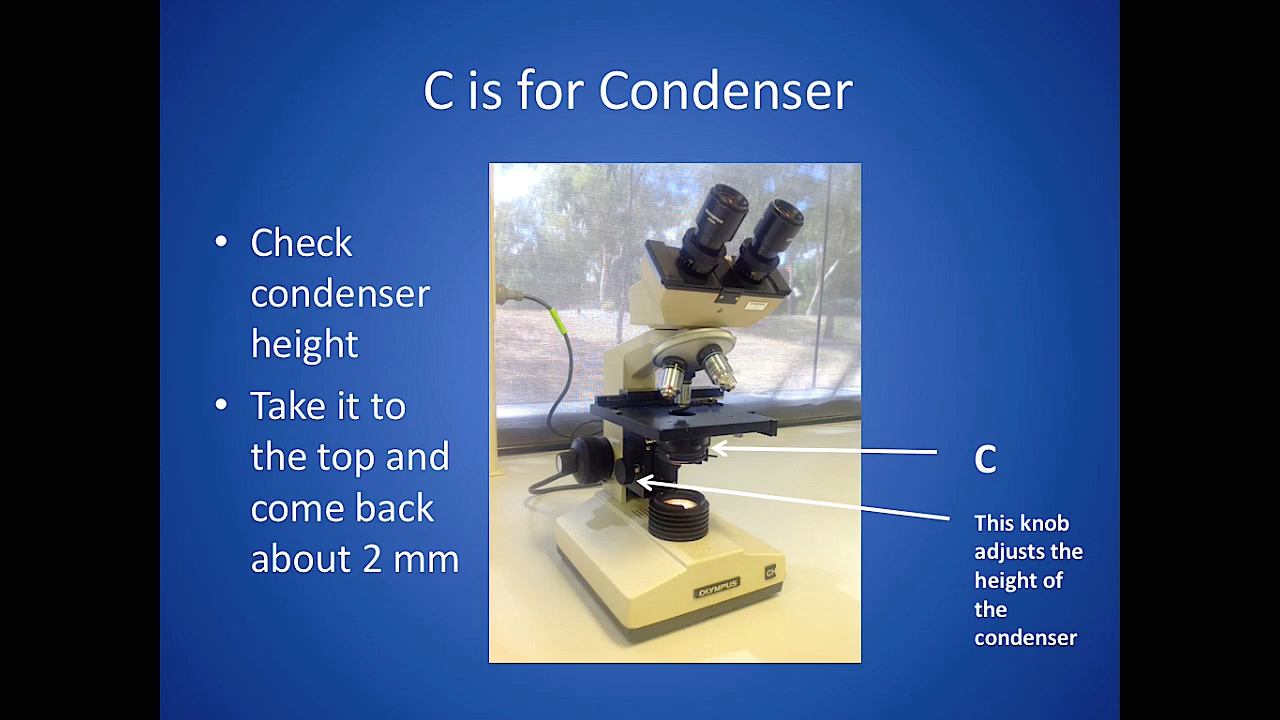 C is for Condenser
• Check
condenser
height
• Take it to
the top and
come back
about 2 mm
C
This knob
adjusts the
height of
the
condenser
OLYMPUS
CH